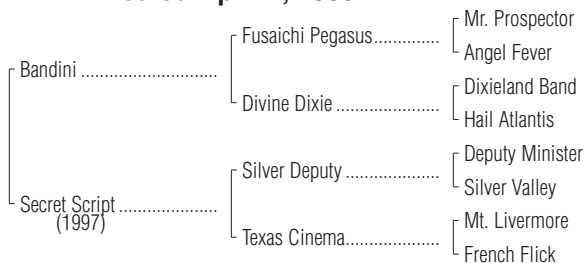 Mr. Prospector
Fusaichi Pegasus.............
Angel Fever
Bandini ...........................
Dixieland Band
Divine Dixie ....................
Hail Atlantis
Deputy Minister
Silver Deputy ..................
Silver Valley
Secret Script ...................
(1997)
Mt. Livermore
Texas Cinema..................
French Flick